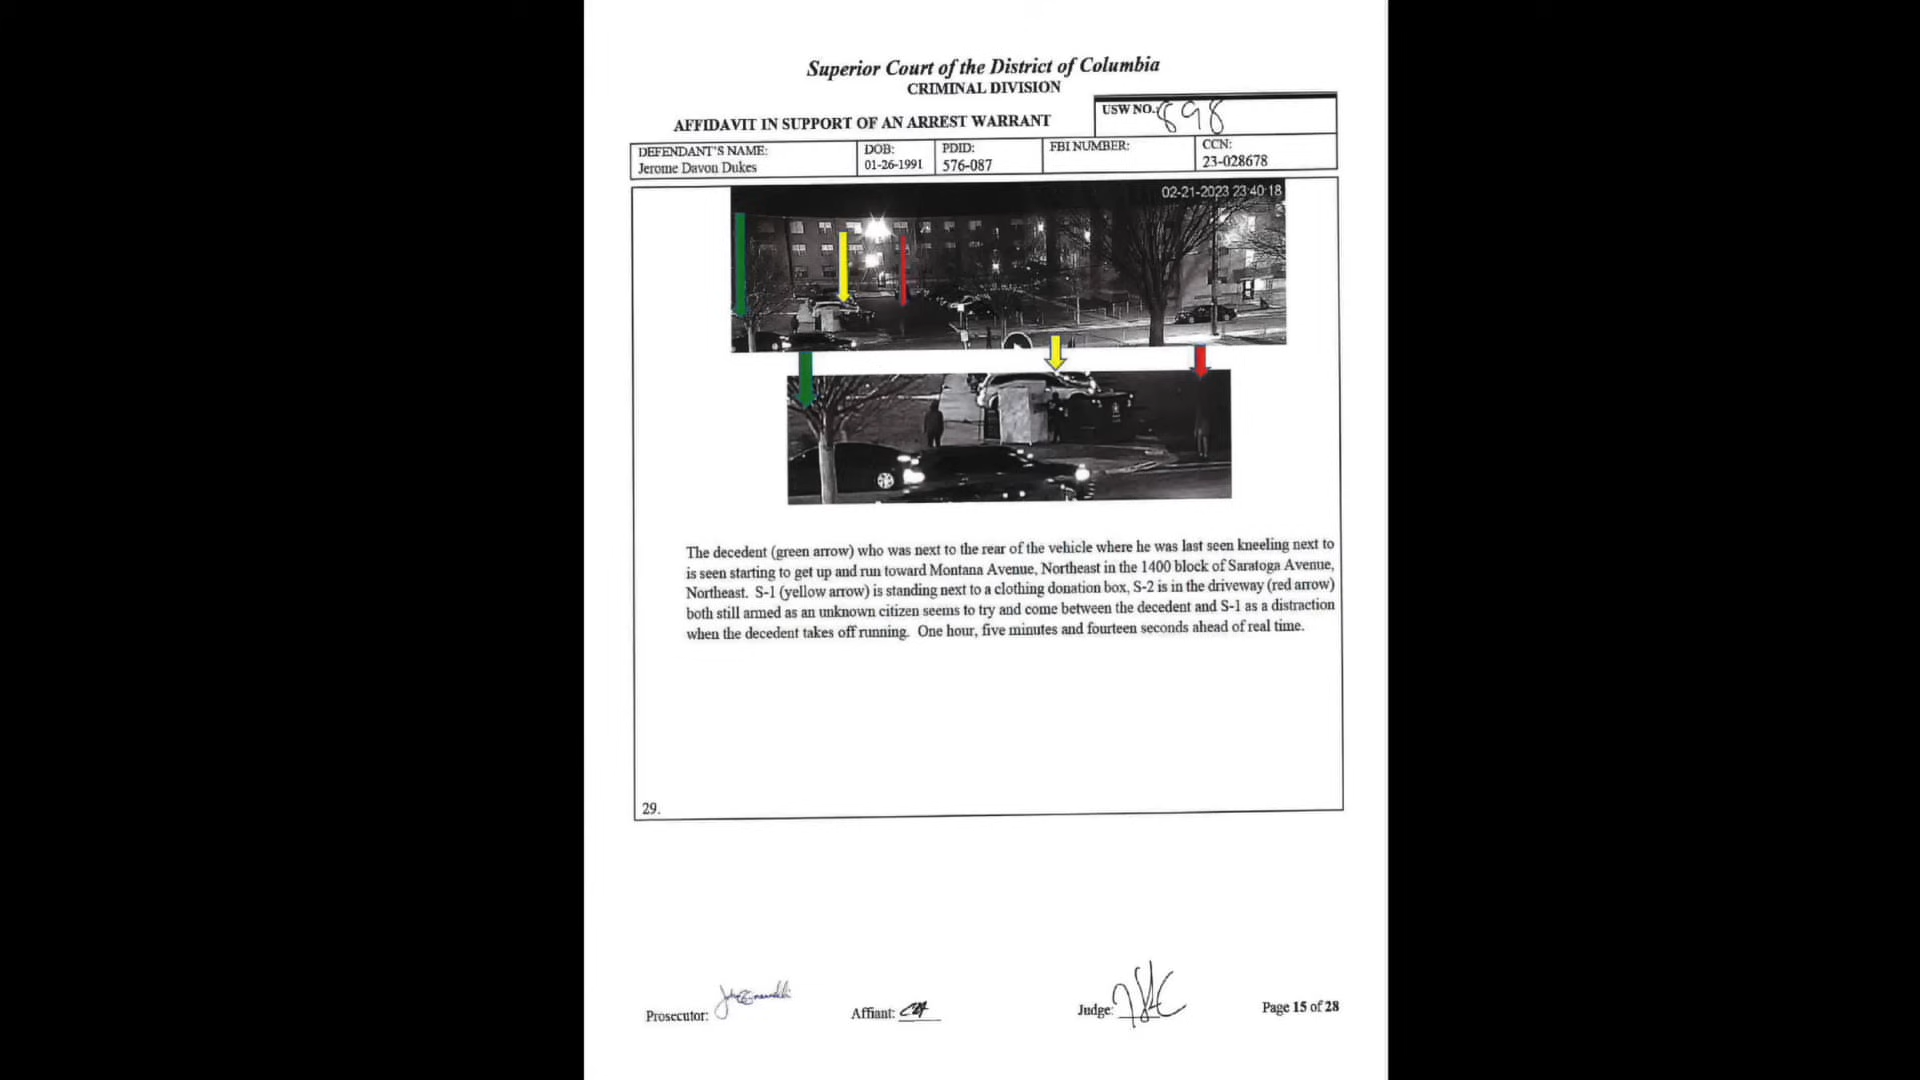 Superior Court of the District of Columbia
CRIMINAL DIVISION
AFFIDAVIT IN SUPPORT OF AN ARREST WARRANT
USW NO.: 898
DEFENDANT'S NAME:
Jerome Davon Dukes
DOB:
01-26-1991
PDID:
576-087
FBI NUMBER:
CCN:
23-028678
02-21-2023 23:40:18
The decedent (green arrow) who was next to the rear of the vehicle where he was last seen kneeling next to
is seen starting to get up and run toward Montana Avenue, Northeast in the 1400 block of Saratoga Avenue,
Northeast. S-1 (yellow arrow) is standing next to a clothing donation box, S-2 is in the driveway (red arrow)
both still armed as an unknown citizen seems to try and come between the decedent and S-1 as a distraction
when the decedent takes off running. One hour, five minutes and fourteen seconds ahead of real time.
29.
Prosecutor:
Affiant:
Judge:
Page 15 of 28